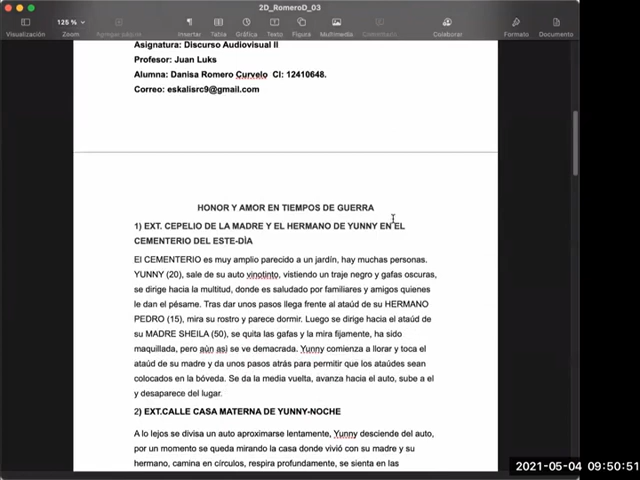 2D_RomeroD_03
125 %
Visualización Zoom Agregar página Insertar Tabla Gráfica Texto Figura Multimedia Comentario Colaborar Formato Documento
Asignatura: Discurso Audiovisual II
Profesor: Juan Luks
Alumna: Danisa Romero Curvelo CI: 12410648.
Correo: eskalisrc9@gmail.com
HONOR Y AMOR EN TIEMPOS DE GUERRA
1) EXT. CEPELIO DE LA MADRE Y EL HERMANO DE YUNNY EN EL
CEMENTERIO DEL ESTE-DÌA
El CEMENTERIO es muy amplio parecido a un jardín, hay muchas personas.
YUNNY (20), sale de su auto vinotinto, vistiendo un traje negro y gafas oscuras,
se dirige hacia la multitud, donde es saludado por familiares y amigos quienes
le dan el pésame. Tras dar unos pasos llega frente al ataúd de su HERMANO
PEDRO (15), mira su rostro y parece dormir. Luego se dirige hacia el ataúd de
su MADRE SHEILA (50), se quita las gafas y la mira fijamente, ha sido
maquillada, pero aùn asì se ve demacrada. Yunny comienza a llorar y toca el
ataúd de su madre y da unos pasos atrás para permitir que los ataúdes sean
colocados en la bóveda. Se da la media vuelta, avanza hacia el auto, sube a el
y desaparece del lugar.
2) EXT.CALLE CASA MATERNA DE YUNNY-NOCHE
A lo lejos se divisa un auto aproximarse lentamente, Yunny desciende del auto,
por un momento se queda mirando la casa donde vivió con su madre y su
hermano, camina en círculos, respira profundamente, se sienta en las
2021-05-04 09:50:51